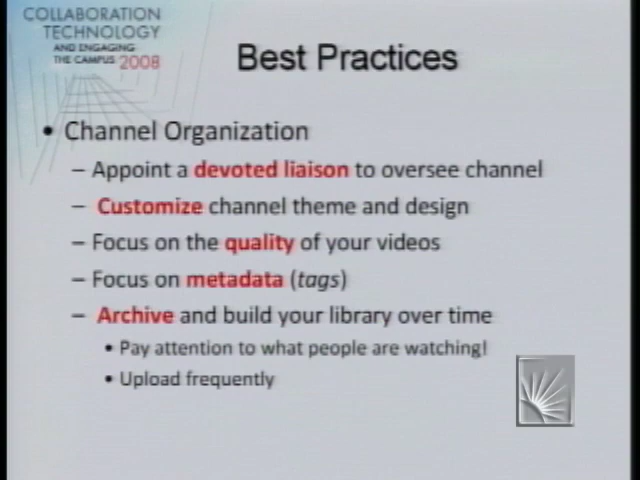 COLLABORATION
TECHNOLOGY
AND ENGAGING
THE CAMPUS 2008
Best Practices
• Channel Organization
– Appoint a devoted liaison to oversee channel
– Customize channel theme and design
– Focus on the quality of your videos
– Focus on metadata (tags)
– Archive and build your library over time
• Pay attention to what people are watching!
• Upload frequently